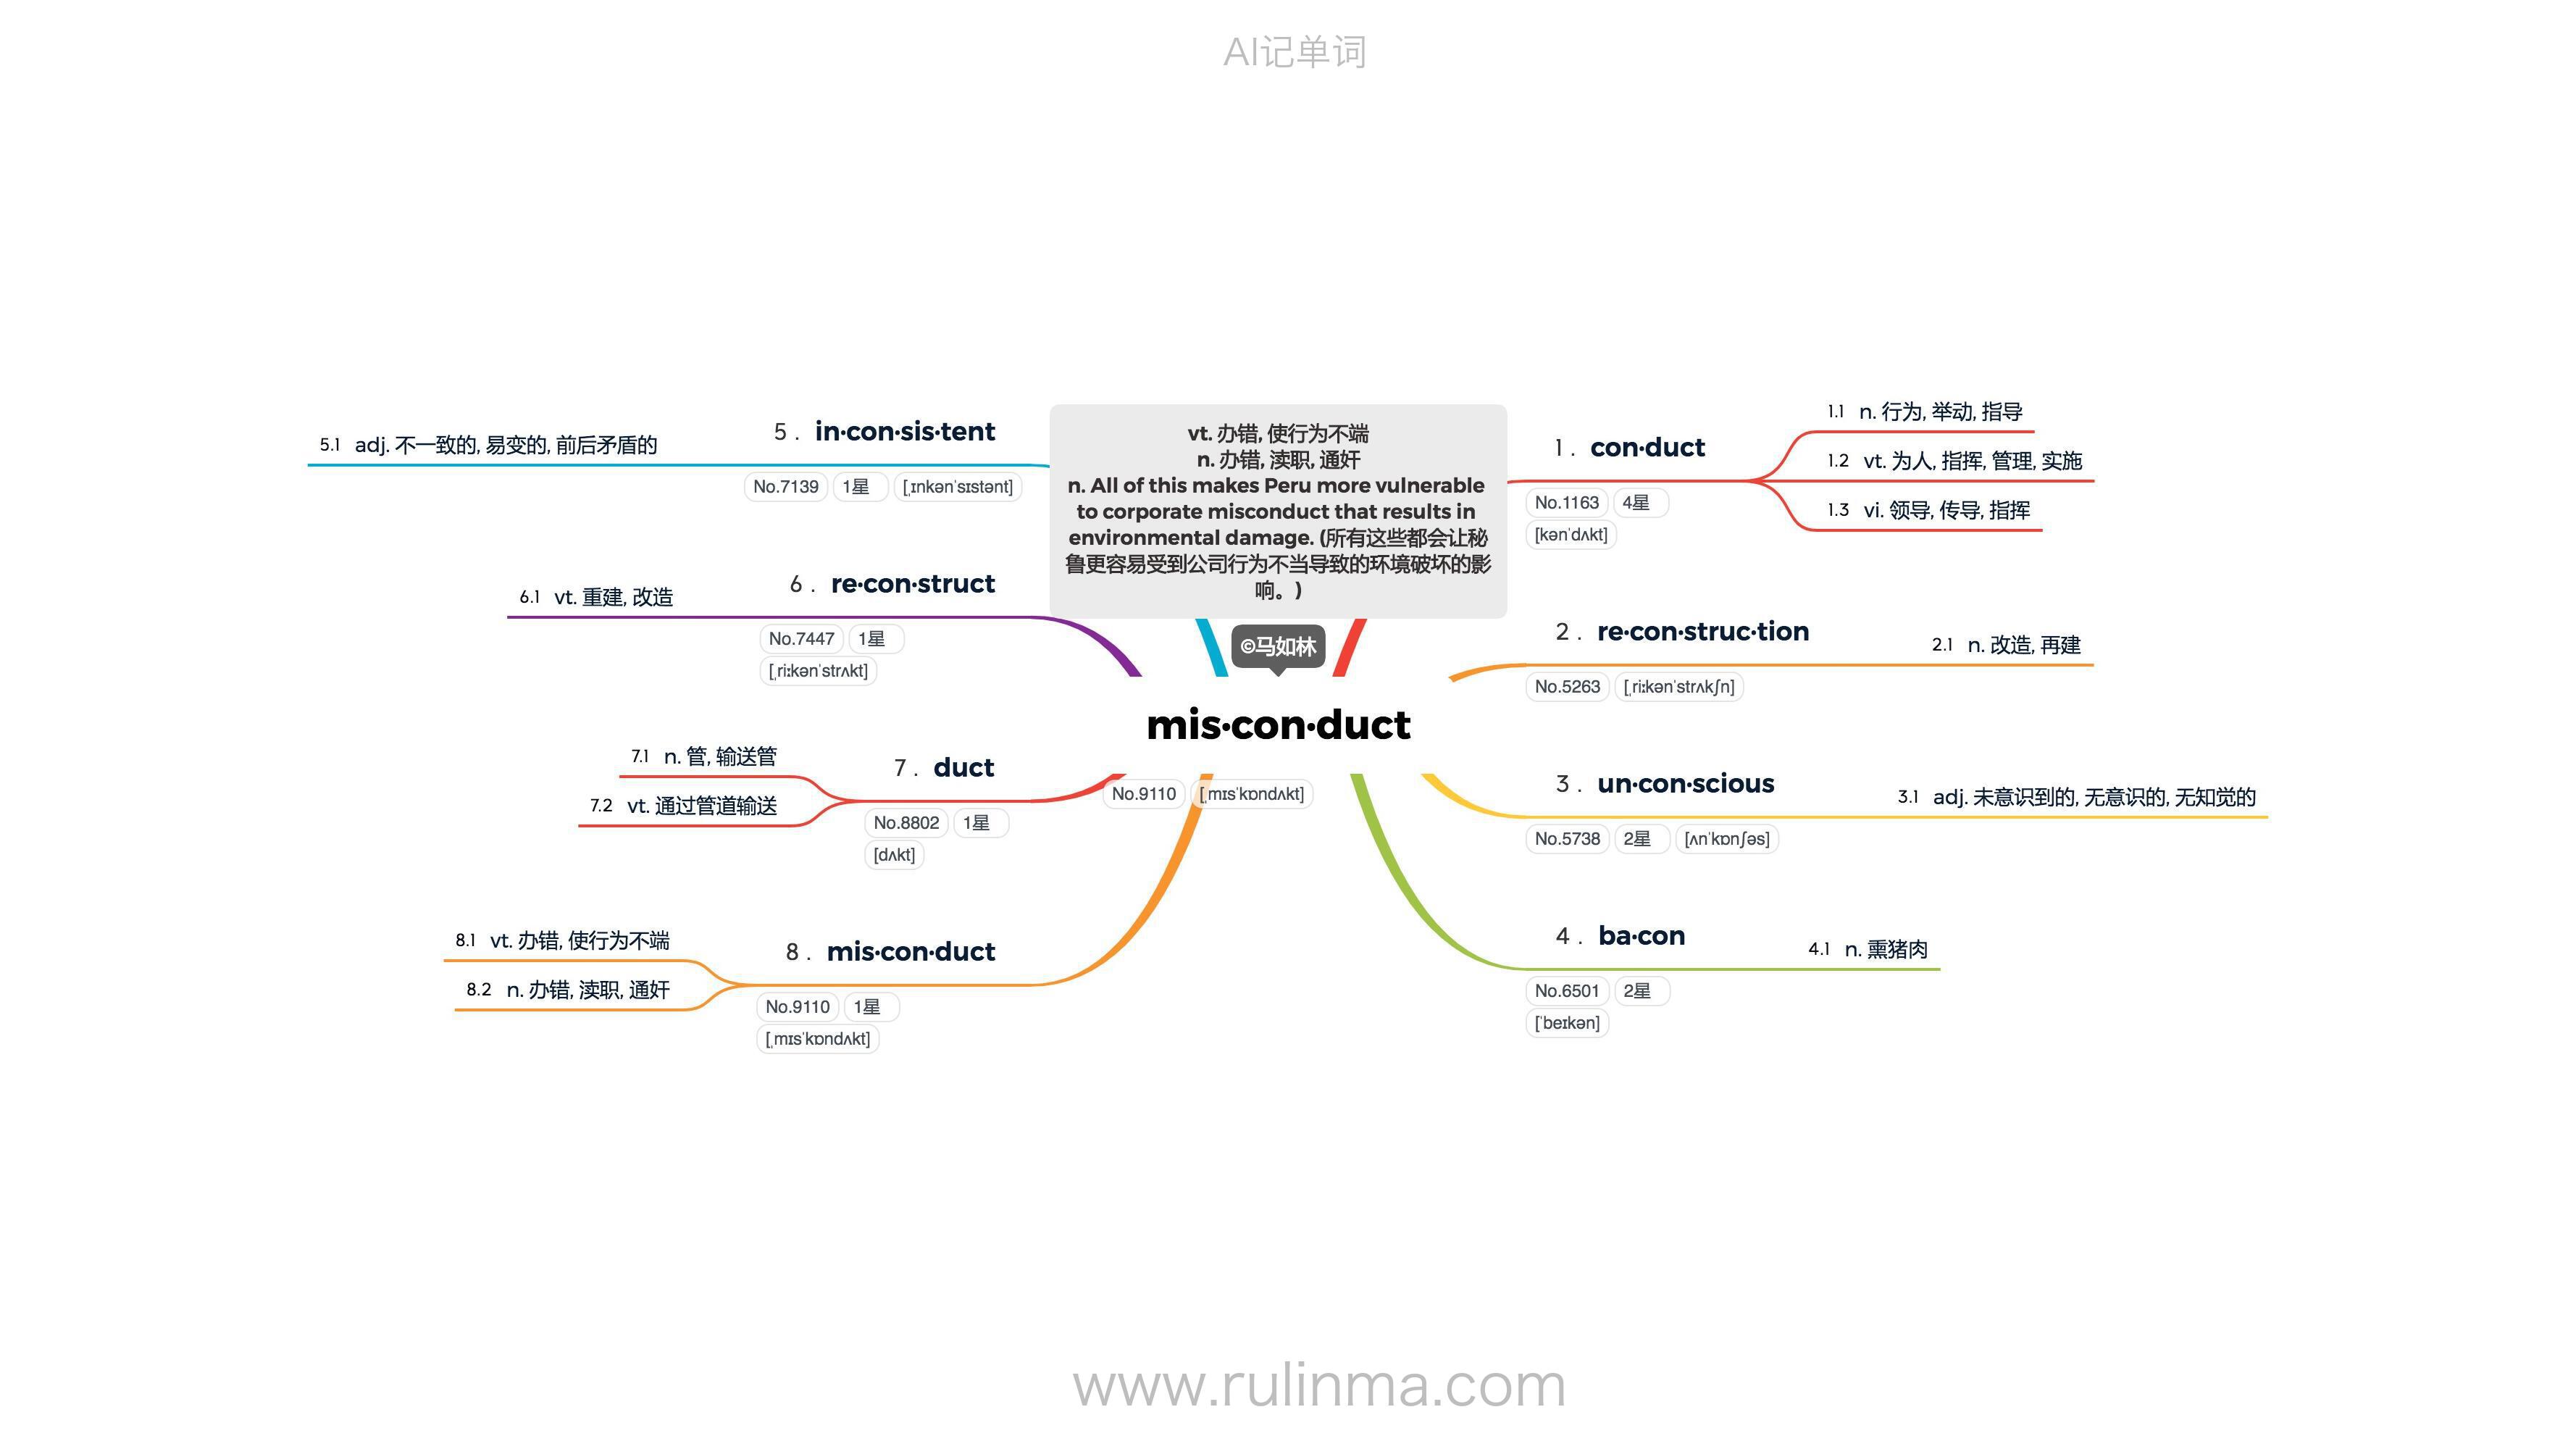 AI记单词
vt. 办错, 使行为不端
n. 办错, 渎职, 通奸
n. All of this makes Peru more vulnerable
to corporate misconduct that results in
environmental damage. (所有这些都会让秘
鲁更容易受到公司行为不当导致的环境破坏的影
响。)
©马如林
mis·con·duct
No.9110 [ˌmɪsˈkɒndʌkt]
1. con·duct
No.1163 4星
[kənˈdʌkt]
1.1 n. 行为, 举动, 指导
1.2 vt. 为人, 指挥, 管理, 实施
1.3 vi. 领导, 传导, 指挥
2. re·con·struc·tion
No.5263 [ˌriːkənˈstrʌkʃn]
2.1 n. 改造, 再建
3. un·con·scious
No.5738 2星 [ʌnˈkɒnʃəs]
3.1 adj. 未意识到的, 无意识的, 无知觉的
4. ba·con
No.6501 2星
[ˈbeɪkən]
4.1 n. 熏猪肉
5. in·con·sis·tent
No.7139 1星 [ˌɪnkənˈsɪstənt]
5.1 adj. 不一致的, 易变的, 前后矛盾的
6. re·con·struct
No.7447 1星
[ˌriːkənˈstrʌkt]
6.1 vt. 重建, 改造
7. duct
No.8802 1星
[dʌkt]
7.1 n. 管, 输送管
7.2 vt. 通过管道输送
8. mis·con·duct
No.9110 1星
[ˌmɪsˈkɒndʌkt]
8.1 vt. 办错, 使行为不端
8.2 n. 办错, 渎职, 通奸
www.rulinma.com